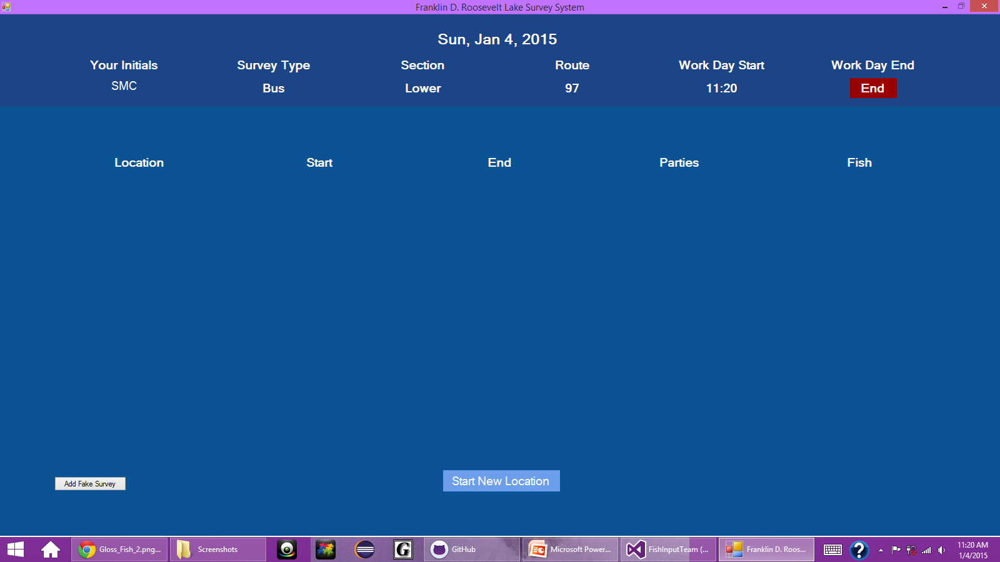 Franklin D. Roosevelt Lake Survey System
Sun, Jan 4, 2015
Your Initials Survey Type Section Route Work Day Start Work Day End
SMC Bus Lower 97 11:20 End
Location Start End Parties Fish
Add Fake Survey Start New Location
Gloss_Fish_2.png... Screenshots G GitHub Microsoft Power... FishInputTeam (... Franklin D. Roos... ? 11:20 AM
1/4/2015